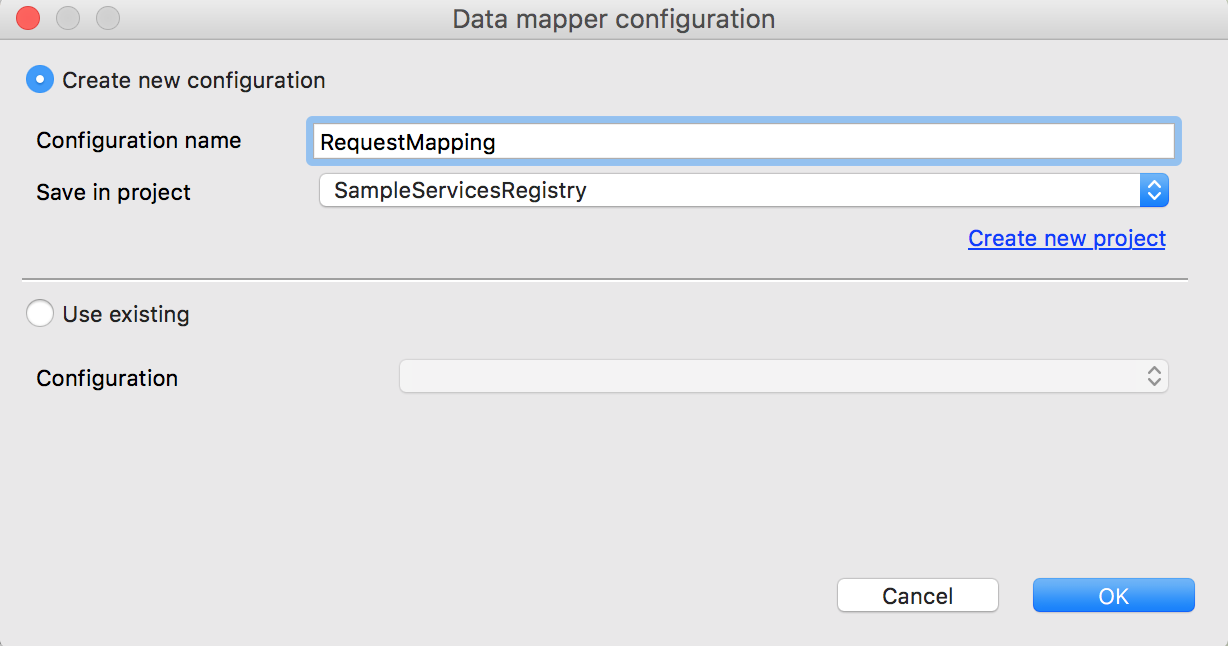 Data mapper configuration
Create new configuration
Configuration name RequestMapping
Save in project SampleServicesRegistry
Create new project
Use existing
Configuration
Cancel OK